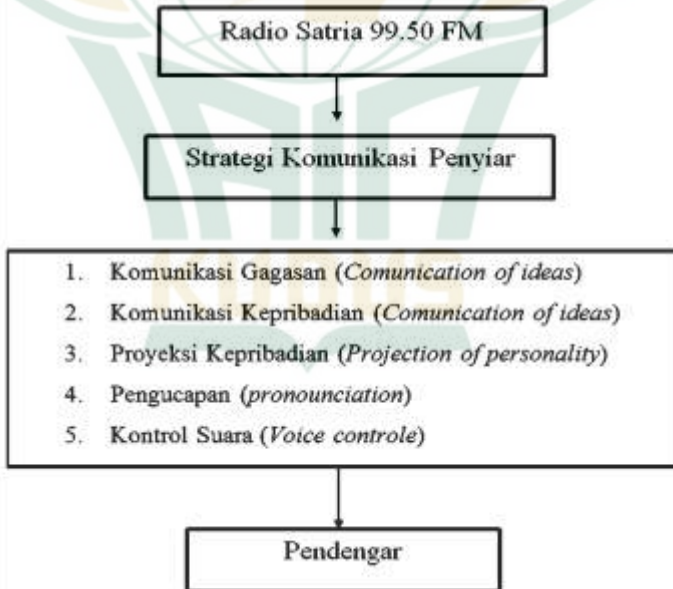 Radio Satria 99.50 FM
Strategi Komunikasi Penyiar
1. Komunikasi Gagasan (Comunication of ideas)
2. Komunikasi Kepribadian (Comunication of ideas)
3. Proyeksi Kepribadian (Projection of personality)
4. Pengucapan (pronounciation)
5. Kontrol Suara (Voice controle)
KUDUS
Pendengar